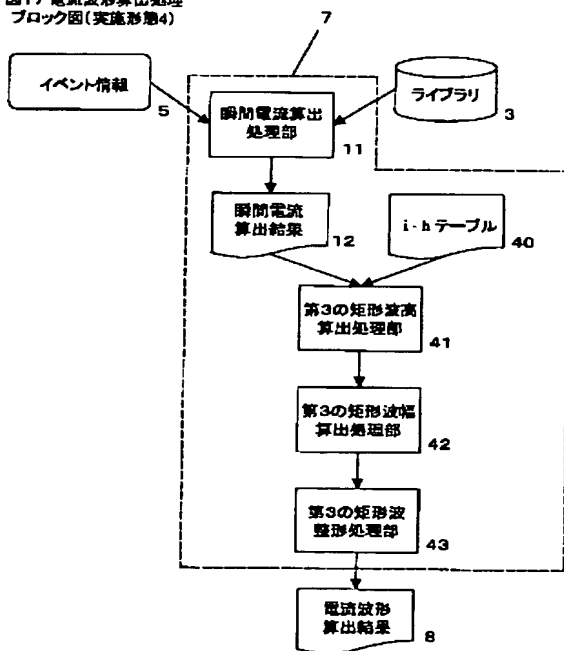 図17 電流波形算出処理
ブロック図(実施形態4)
7
イベント情報
5
瞬間電流算出
処理部
11
ライブラリ
3
瞬間電流
算出結果
12
i-hテーブル
40
第3の矩形波高
算出処理部
41
第3の矩形波幅
算出処理部
42
第3の矩形波
整形処理部
43
電流波形
算出結果
8